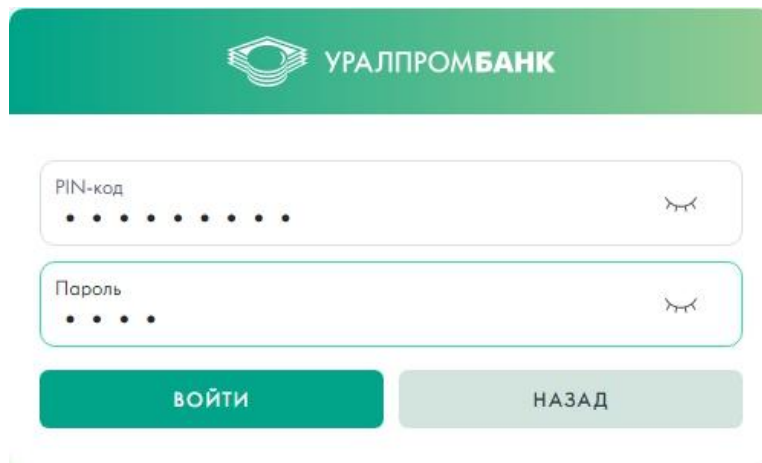 УРАЛПРОМБАНК
PIN-код
• • • • • • • • •
Пароль
• • • •
ВОЙТИ
НАЗАД